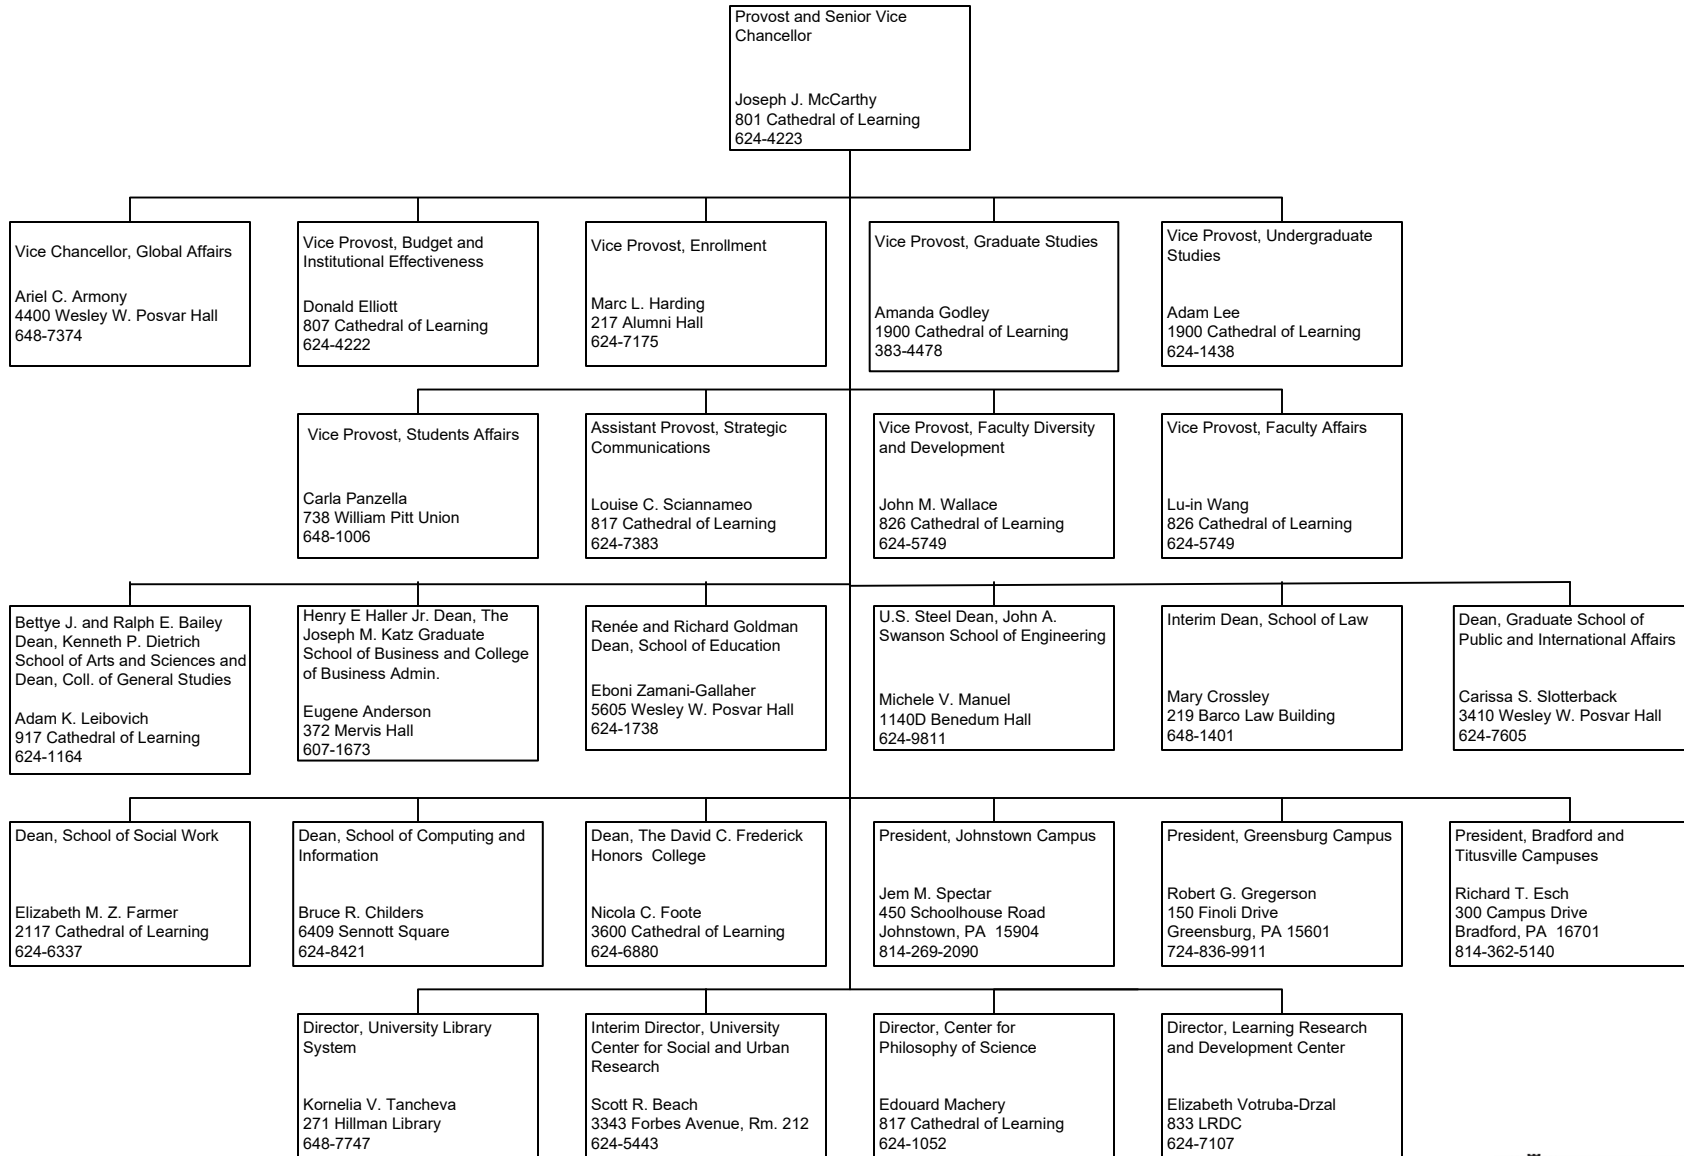 Provost and Senior Vice
Chancellor
Joseph J. McCarthy
801 Cathedral of Learning
624-4223
Vice Chancellor, Global Affairs
Ariel C. Armony
4400 Wesley W. Posvar Hall
648-7374
Vice Provost, Budget and
Institutional Effectiveness
Donald Elliott
807 Cathedral of Learning
624-4222
Vice Provost, Enrollment
Marc L. Harding
217 Alumni Hall
624-7175
Vice Provost, Graduate Studies
Amanda Godley
1900 Cathedral of Learning
383-4478
Vice Provost, Undergraduate
Studies
Adam Lee
1900 Cathedral of Learning
624-1438
Vice Provost, Students Affairs
Carla Panzella
738 William Pitt Union
648-1006
Assistant Provost, Strategic
Communications
Louise C. Sciannameo
817 Cathedral of Learning
624-7383
Vice Provost, Faculty Diversity
and Development
John M. Wallace
826 Cathedral of Learning
624-5749
Vice Provost, Faculty Affairs
Lu-in Wang
826 Cathedral of Learning
624-5749
Bettye J. and Ralph E. Bailey
Dean, Kenneth P. Dietrich
School of Arts and Sciences and
Dean, Coll. of General Studies
Adam K. Leibovich
917 Cathedral of Learning
624-1164
Henry E Haller Jr. Dean, The
Joseph M. Katz Graduate
School of Business and College
of Business Admin.
Eugene Anderson
372 Mervis Hall
607-1673
Renée and Richard Goldman
Dean, School of Education
Eboni Zamani-Gallaher
5605 Wesley W. Posvar Hall
624-1738
U.S. Steel Dean, John A.
Swanson School of Engineering
Michele V. Manuel
1140D Benedum Hall
624-9811
Interim Dean, School of Law
Mary Crossley
219 Barco Law Building
648-1401
Dean, Graduate School of
Public and International Affairs
Carissa S. Slotterback
3410 Wesley W. Posvar Hall
624-7605
Dean, School of Social Work
Elizabeth M. Z. Farmer
2117 Cathedral of Learning
624-6337
Dean, School of Computing and
Information
Bruce R. Childers
6409 Sennott Square
624-8421
Dean, The David C. Frederick
Honors College
Nicola C. Foote
3600 Cathedral of Learning
624-6880
President, Johnstown Campus
Jem M. Spectar
450 Schoolhouse Road
Johnstown, PA 15904
814-269-2090
President, Greensburg Campus
Robert G. Gregerson
150 Finoli Drive
Greensburg, PA 15601
724-836-9911
President, Bradford and
Titusville Campuses
Richard T. Esch
300 Campus Drive
Bradford, PA 16701
814-362-5140
Director, University Library
System
Kornelia V. Tancheva
271 Hillman Library
648-7747
Interim Director, University
Center for Social and Urban
Research
Scott R. Beach
3343 Forbes Avenue, Rm. 212
624-5443
Director, Center for
Philosophy of Science
Edouard Machery
817 Cathedral of Learning
624-1052
Director, Learning Research
and Development Center
Elizabeth Votruba-Drzal
833 LRDC
624-7107